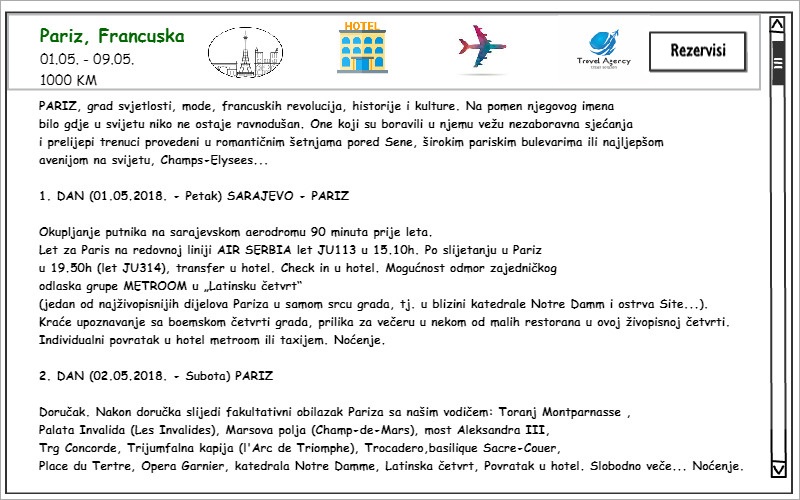 Pariz, Francuska
01.05. - 09.05.
1000 KM
HOTEL
Travel Agency
Rezervisi
PARIZ, grad svjetlosti, mode, francuskih revolucija, historije i kulture. Na pomen njegovog imena
bilo gdje u svijetu niko ne ostaje ravnodušan. One koji su boravili u njemu vežu nezaboravna sjećanja
i prelijepi trenuci provedeni u romantičnim šetnjama pored Sene, širokim pariskim bulevarima ili najljepšom
avenijom na svijetu, Champs-Elysees...
1. DAN (01.05.2018. - Petak) SARAJEVO - PARIZ
Okupljanje putnika na sarajevskom aerodromu 90 minuta prije leta.
Let za Paris na redovnoj liniji AIR SERBIA let JU113 u 15.10h. Po slijetanju u Pariz
u 19.50h (let JU314), transfer u hotel. Check in u hotel. Mogućnost odmor zajedničkog
odlaska grupe METROOM u „Latinsku četvrt“
(jedan od najživopisnijih dijelova Pariza u samom srcu grada, tj. u blizini katedrale Notre Damm i ostrva Site...).
Kraće upoznavanje sa boemskom četvrti grada, prilika za večeru u nekom od malih restorana u ovoj živopisnoj četvrti.
Individualni povratak u hotel metroom ili taxijem. Noćenje.
2. DAN (02.05.2018. - Subota) PARIZ
Doručak. Nakon doručka slijedi fakultativni obilazak Pariza sa našim vodičem: Toranj Montparnasse ,
Palata Invalida (Les Invalides), Marsova polja (Champ-de-Mars), most Aleksandra III,
Trg Concorde, Trijumfalna kapija (l'Arc de Triomphe), Trocadero,basilique Sacre-Couer,
Place du Tertre, Opera Garnier, katedrala Notre Damme, Latinska četvrt, Povratak u hotel. Slobodno veče... Noćenje.